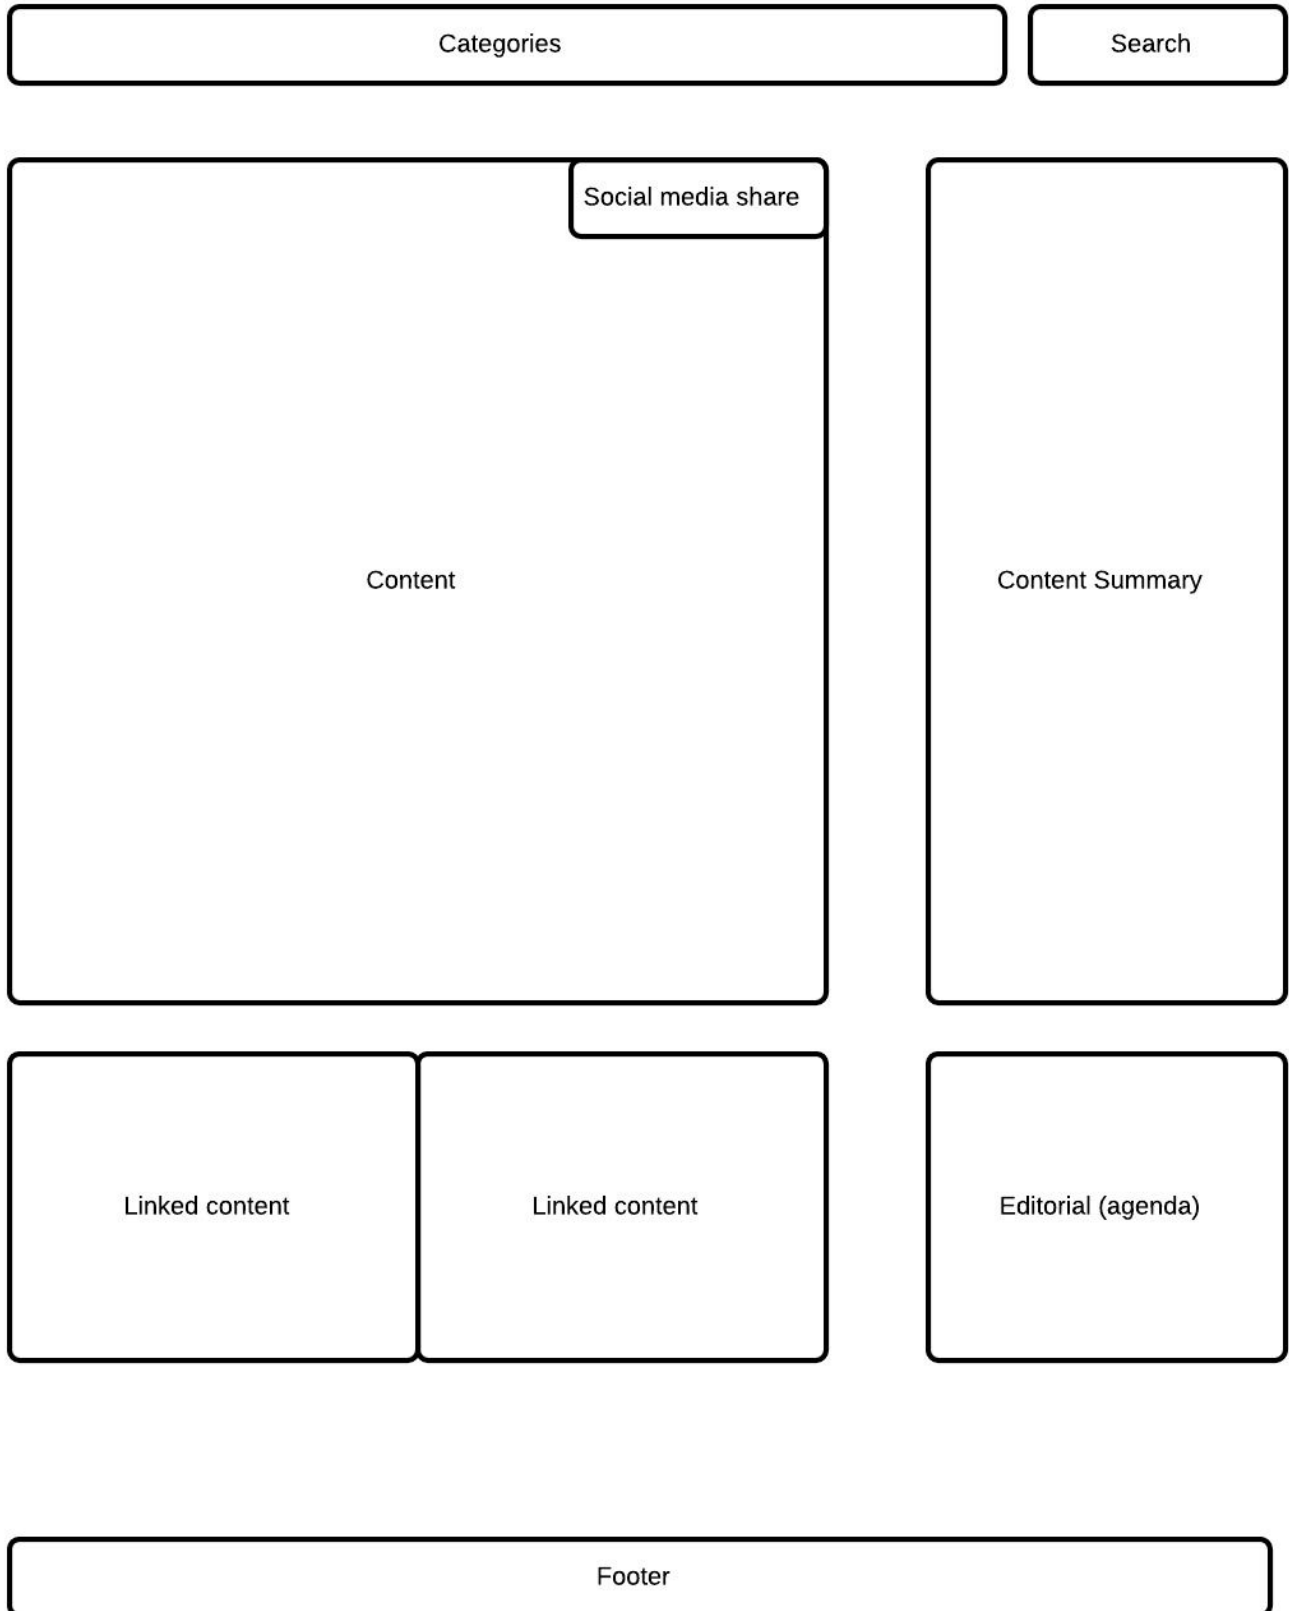 Categories
Search
Social media share
Content
Content Summary
Linked content
Linked content
Editorial (agenda)
Footer